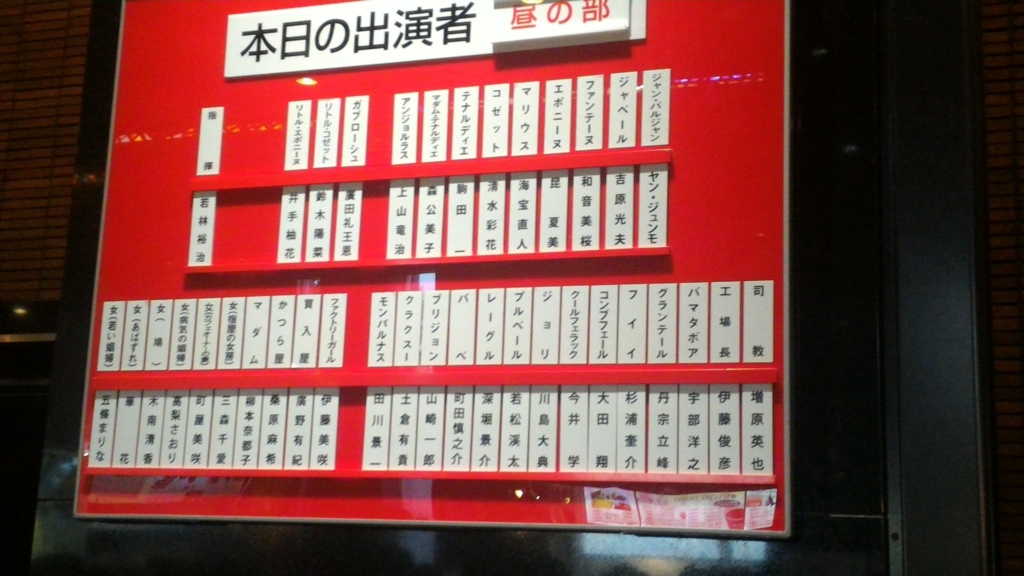 本日の出演者
昼の部
ジャン・バルジャン
ジャベール
ファンテーヌ
エポニーヌ
マリウス
コゼット
テナルディエ
マダム・テナルディエ
アンジョルラス
ガブローシュ
リトル・コゼット
リトル・エポニーヌ
指揮
ヤン・ジュンモ
吉原光夫
和音美桜
昆夏美
海宝直人
清水彩花
駒田一
森公美子
上山竜治
廣田礼王恩
鈴木陽菜
井手柚花
若林裕治
司教
工場長
バマタボア
グランテール
フイイ
コンブフェール
クールフェラック
ジョリ
プルベール
レーグル
バベ
ブリジョン
クラクスー
モンパルナス
ファクトリーガール
買入屋
かつら屋
マダム
女(宿屋の女房)
女(カフェオーナーの妻)
女(病気の娼婦)
女(鳩)
女(あばずれ)
女(若い娼婦)
増原英也
伊藤俊彦
宇部洋之
丹宗立峰
杉浦奎介
大田翔
今井学
川島大典
若松渓太
深堀景介
町田慎之介
山崎一郎
土倉有貴
田川景一
伊藤美咲
廣野有紀
桑原麻希
柳本奈都子
三森千愛
町屋美咲
高梨さおり
木南清香
華花
五條まりな